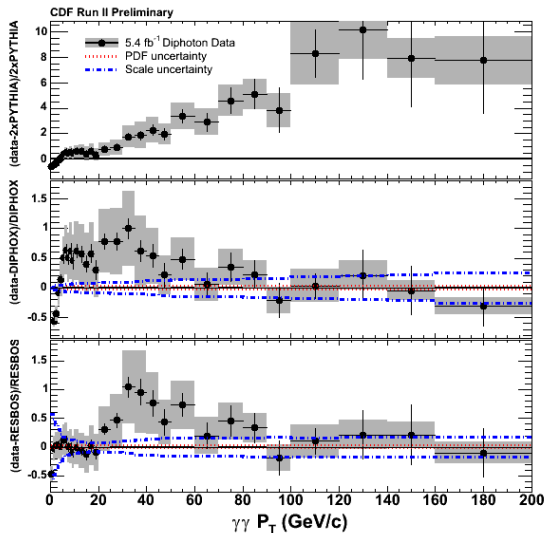 CDF Run II Preliminary
(data-2xPYTHIA)/2xPYTHIA
10
8
6
4
2
0
5.4 fb⁻¹ Diphoton Data
PDF uncertainty
Scale uncertainty
(data-DIPHOX)/DIPHOX
1.5
1
0.5
0
-0.5
(data-RESBOS)/RESBOS
1.5
1
0.5
0
-0.5
0 20 40 60 80 100 120 140 160 180 200
γγ P_T (GeV/c)